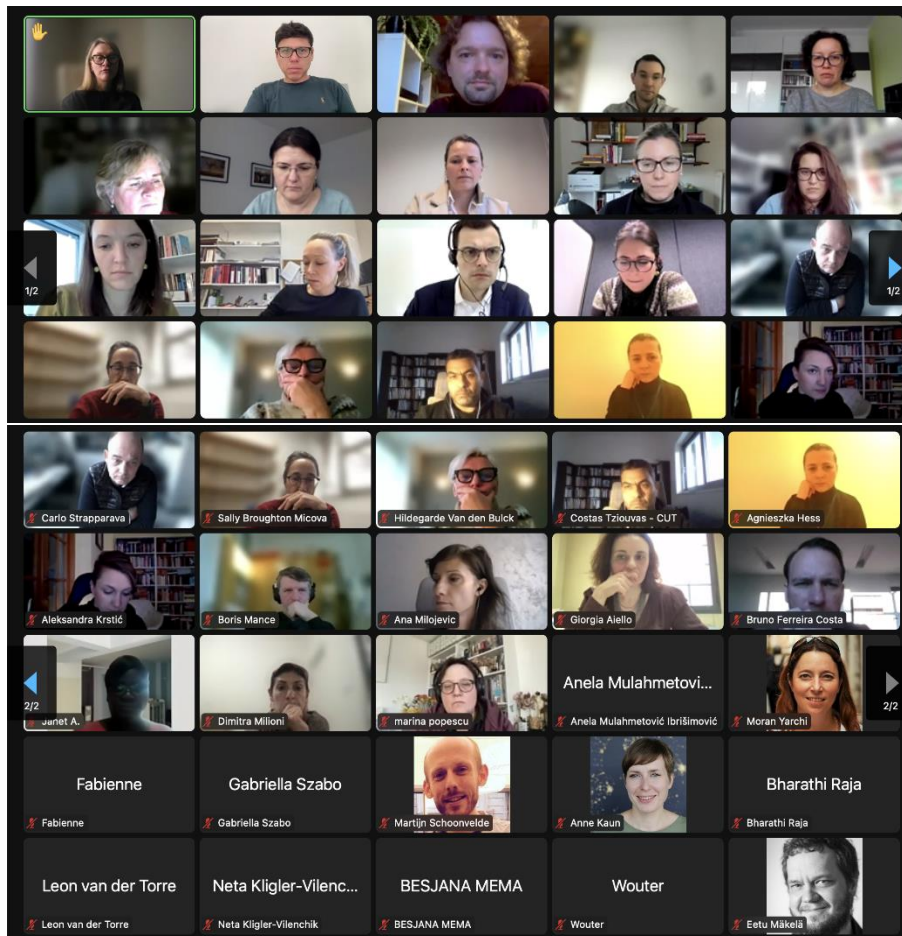 1/2
1/2
Carlo Strapparava
Sally Broughton Micova
Hildegarde Van den Bulck
Costas Tziouvas - CUT
Agnieszka Hess
Aleksandra Krstić
Boris Mance
Ana Milojevic
Giorgia Aiello
Bruno Ferreira Costa
2/2
Janet A.
Dimitra Milioni
marina popescu
Anela Mulahmetovi...
Anela Mulahmetović Ibrišimović
Moran Yarchi
2/2
Fabienne
Fabienne
Gabriella Szabo
Gabriella Szabo
Martijn Schoonvelde
Anne Kaun
Bharathi Raja
Bharathi Raja
Leon van der Torre
Leon van der Torre
Neta Kligler-Vilenc...
Neta Kligler-Vilenchik
BESJANA MEMA
BESJANA MEMA
Wouter
Wouter
Eetu Mäkelä